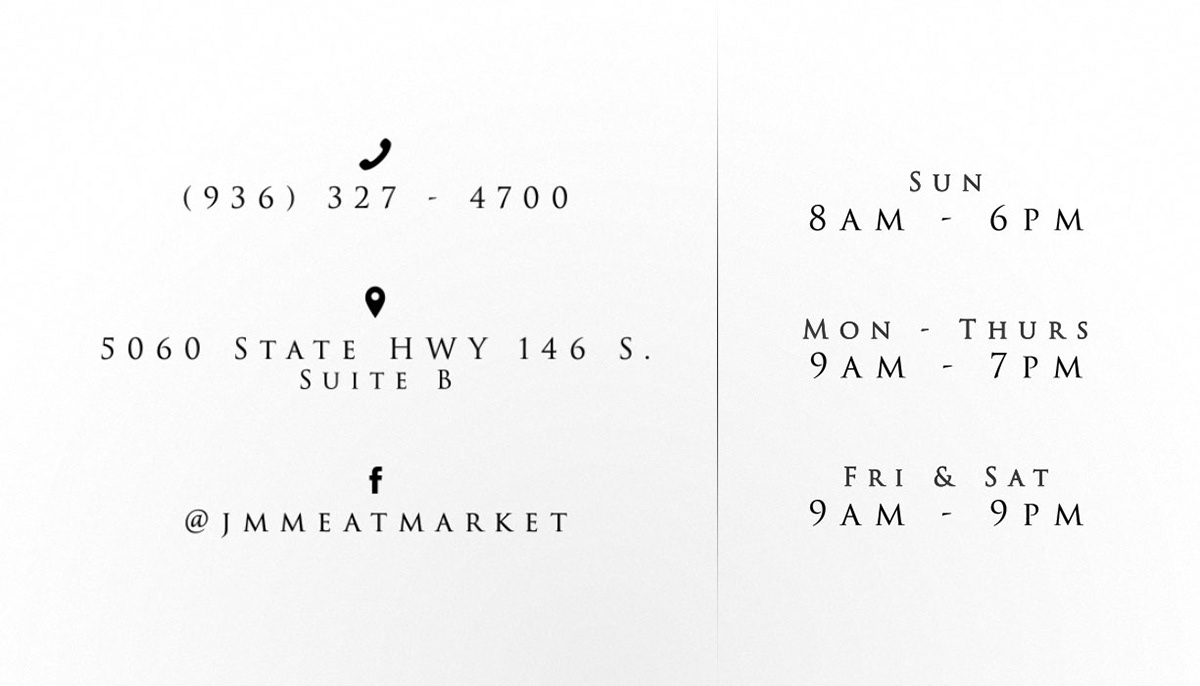 (936) 327 - 4700
5060 State HWY 146 S.
Suite B
@jmmeatmarket
Sun
8AM - 6PM
Mon - Thurs
9AM - 7PM
Fri & Sat
9AM - 9PM